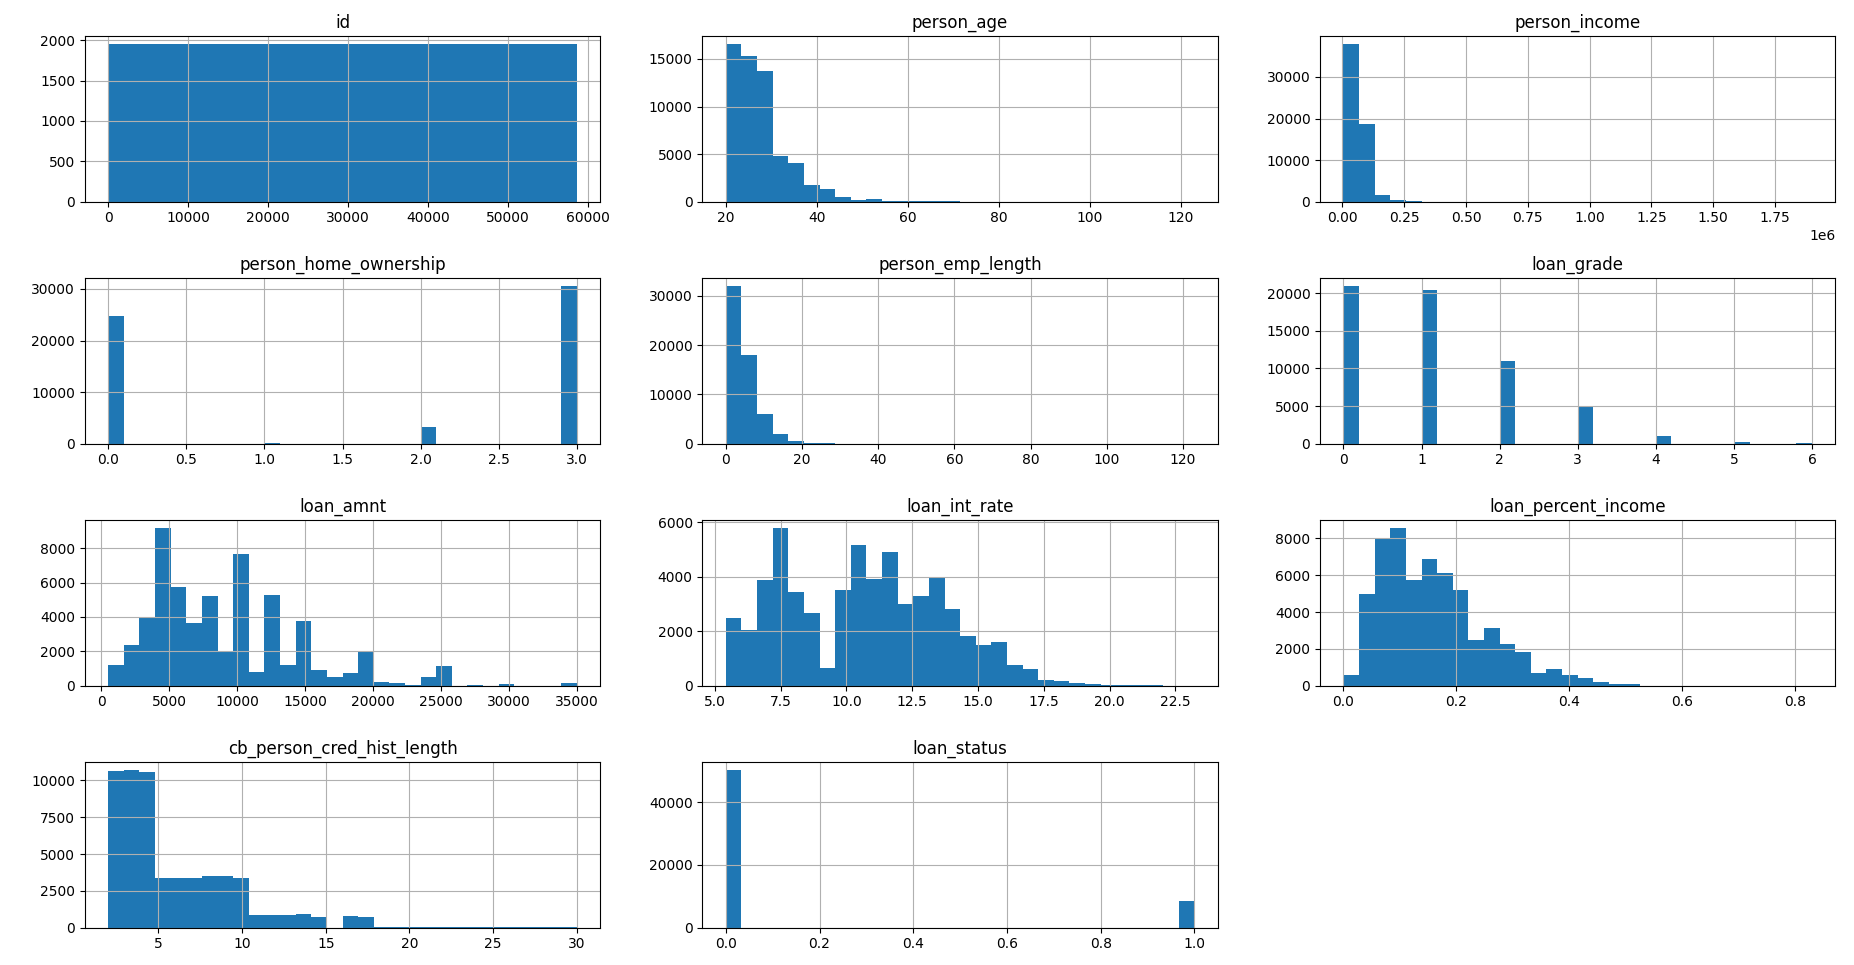 id
person_age
person_income
2000
1500
1000
500
0
0 10000 20000 30000 40000 50000 60000
15000
10000
5000
0
20 40 60 80 100 120
30000
20000
10000
0
0.00 0.25 0.50 0.75 1.00 1.25 1.50 1.75
1e6
person_home_ownership
person_emp_length
loan_grade
30000
20000
10000
0
0.0 0.5 1.0 1.5 2.0 2.5 3.0
30000
20000
10000
0
0 20 40 60 80 100 120
20000
15000
10000
5000
0
0 1 2 3 4 5 6
loan_amnt
loan_int_rate
loan_percent_income
8000
6000
4000
2000
0
0 5000 10000 15000 20000 25000 30000 35000
6000
4000
2000
0
5.0 7.5 10.0 12.5 15.0 17.5 20.0 22.5
8000
6000
4000
2000
0
0.0 0.2 0.4 0.6 0.8
cb_person_cred_hist_length
loan_status
10000
7500
5000
2500
0
5 10 15 20 25 30
40000
20000
0
0.0 0.2 0.4 0.6 0.8 1.0